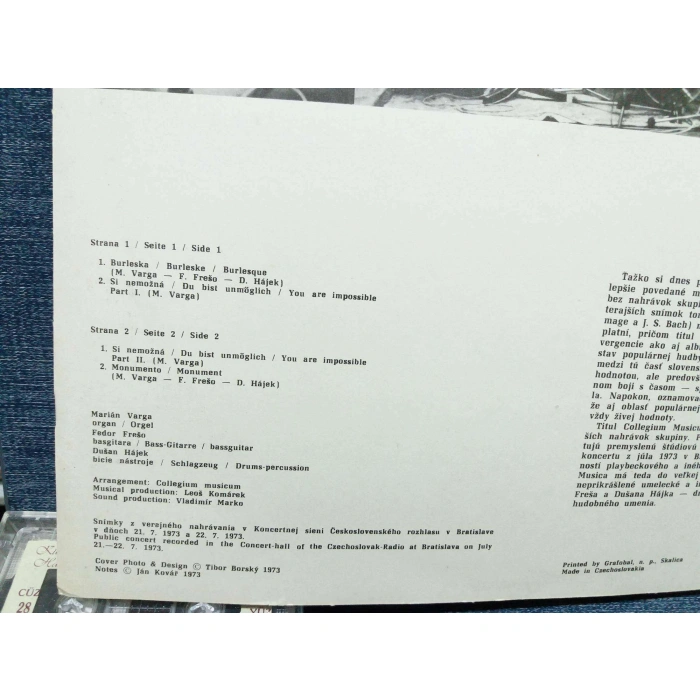 Strana 1 / Seite 1 / Side 1
1. Burleska / Burleske / Burlesque
(M. Varga — F. Frešo — D. Hájek)
2. Si nemožná / Du bist unmöglich / You are impossible
Part I. (M. Varga)
Strana 2 / Seite 2 / Side 2
1. Si nemožná / Du bist unmöglich / You are impossible
Part II. (M. Varga)
2. Monumento / Monument
(M. Varga — F. Frešo — D. Hájek)
Marián Varga
organ / Orgel
Fedor Frešo
basgitara / Bass-Gitarre / bassguitar
Dušan Hájek
bicie nástroje / Schlagzeug / Drums-percussion
Arrangement: Collegium musicum
Musical production: Leoš Komárek
Sound production: Vladimír Marko
Snímky z verejného nahrávania v Koncertnej sieni Československého rozhlasu v Bratislave
v dňoch 21. 7. 1973 a 22. 7. 1973.
Public concert recorded in the Concert-hall of the Czechoslovak-Radio at Bratislava on July
21.—22. 7. 1973.
Cover Photo & Design © Tibor Borský 1973
Notes © Ján Kovář 1973
Ťažko si dnes p
lepšie povedané m
bez nahrávok skupi
terajších snímok tor
mage a J. S. Bach) n
platní, pričom titul
vergencie ako aj alb
stav populárnej hudby
medzi tú časť slovens
hodnotou, ale predovš
nom boji s časom — s
la. Napokon, oznamova
že aj oblasť populárnej
vždy živej hodnoty.
Titul Collegium Musicu
ších nahrávok skupiny. P
tujú premyslenú štúdiovú
koncertu z júla 1973 v B
ností playbeckového a iného
Musica má teda do veľkej
neprikrášlené umelecké a i
Freša a Dušana Hájka — dr
hudobného umenia.
Printed by Grafobal, n. p., Skalica
Made in Czechoslovakia
28